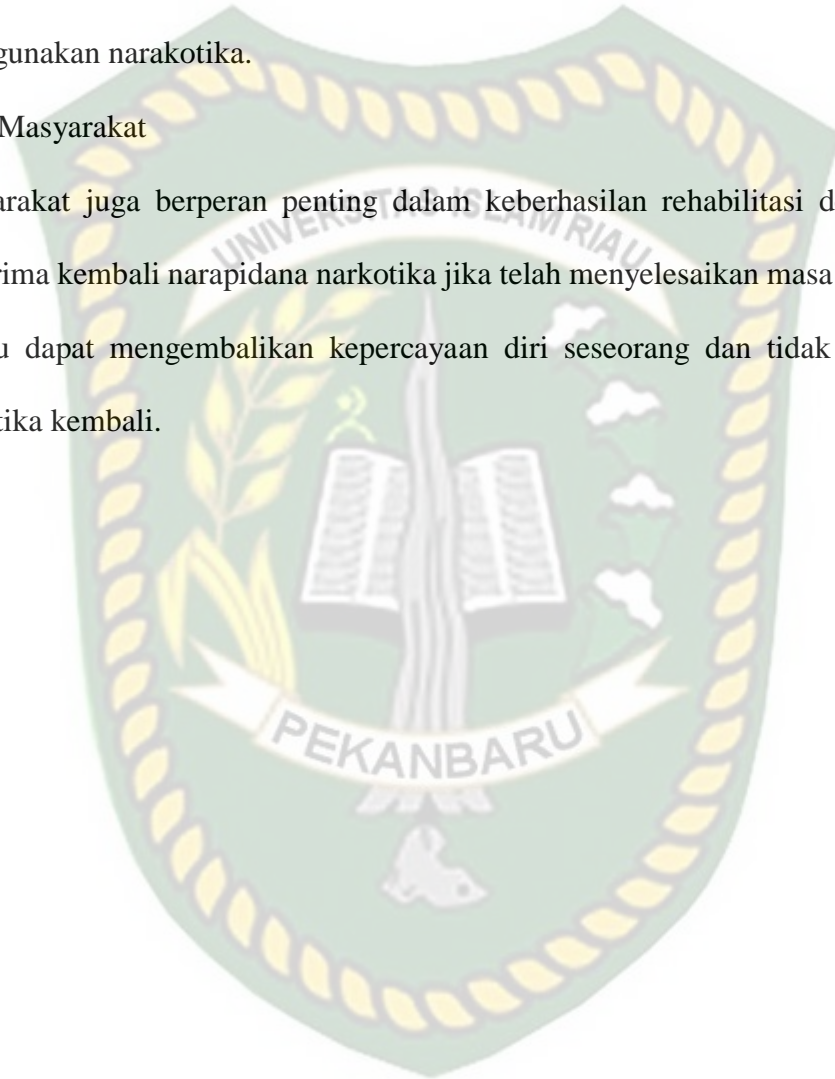 gunakan narakotika.
Masyarakat
arakat juga berperan penting dalam keberhasilan rehabilitasi d
rima kembali narapidana narkotika jika telah menyelesaikan masa
u dapat mengembalikan kepercayaan diri seseorang dan tidak
tika kembali.
UNIVERSITAS ISLAM RIAU
PEKANBARU